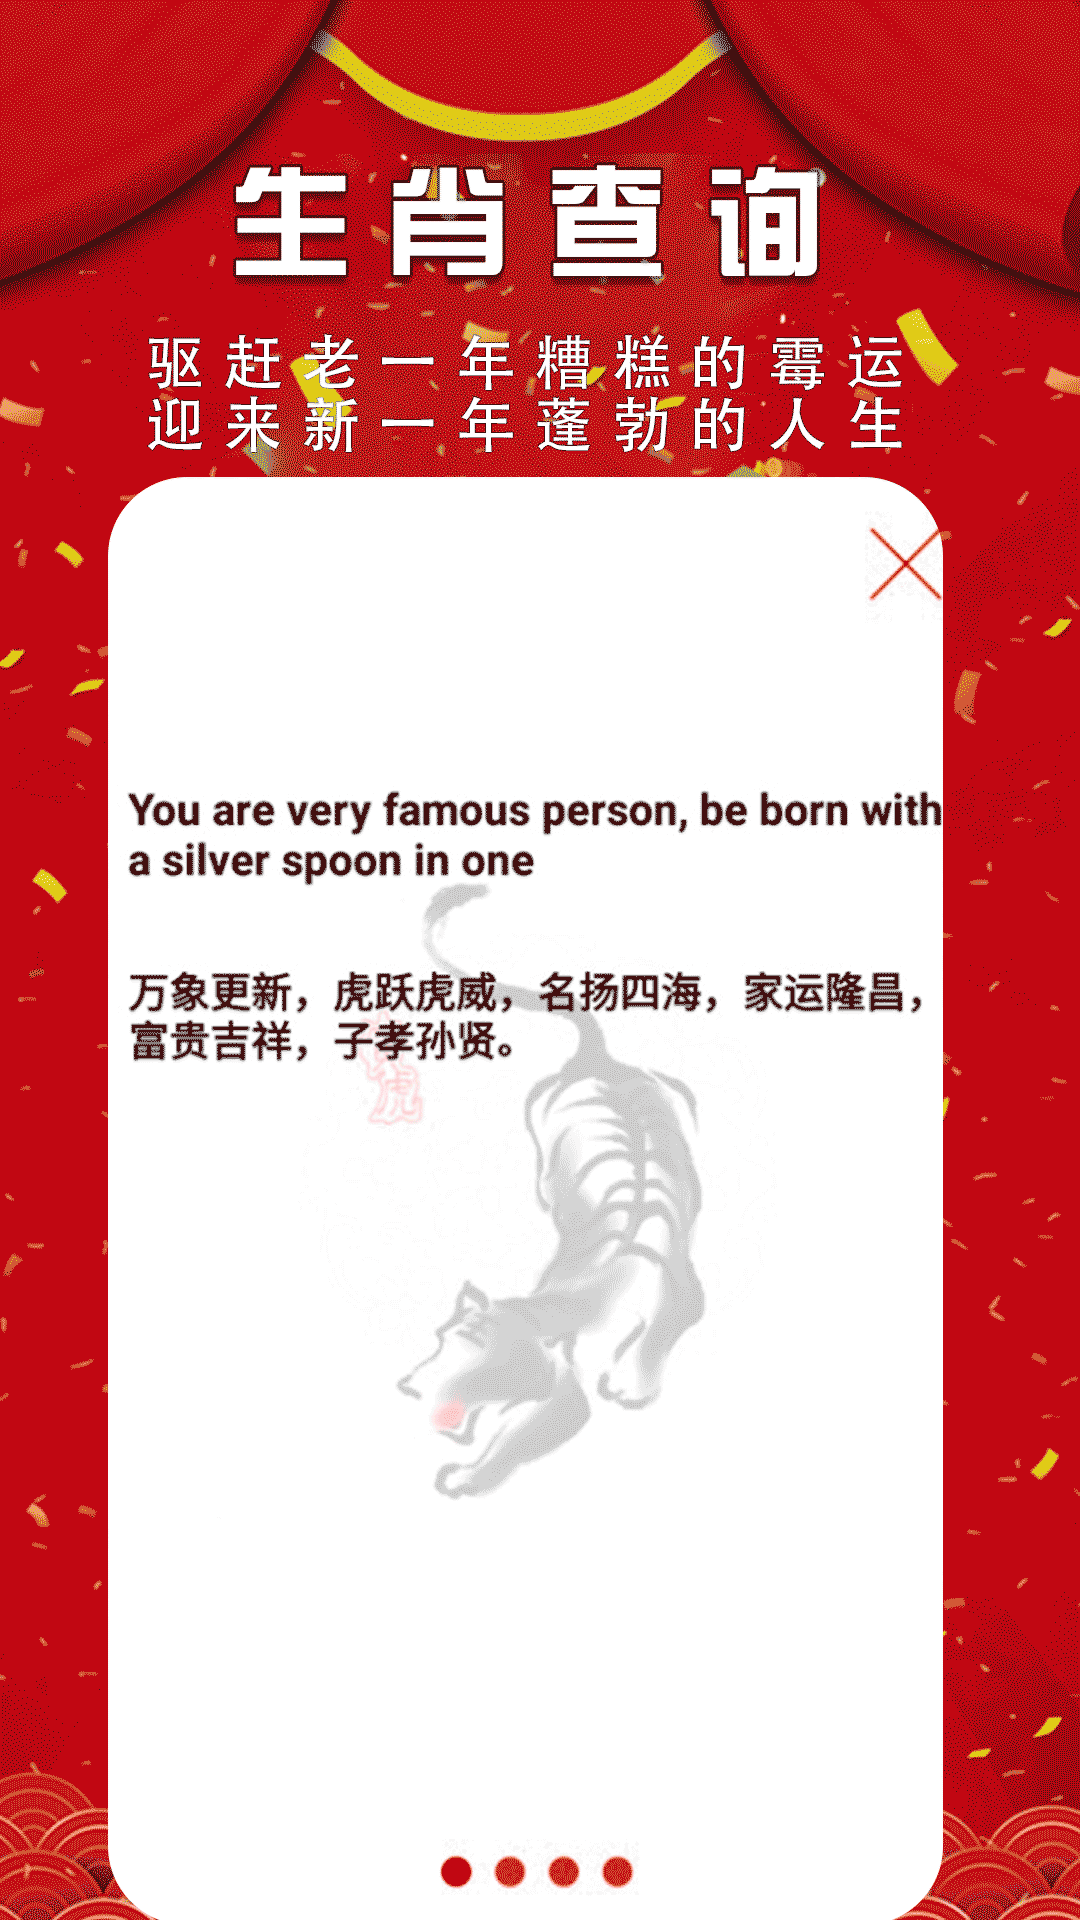 生肖查询
驱赶老一年糟糕的霉运
迎来新一年蓬勃的人生
You are very famous person, be born with
a silver spoon in one
万象更新，虎跃虎威，名扬四海，家运隆昌，
富贵吉祥，子孝孙贤。
虎